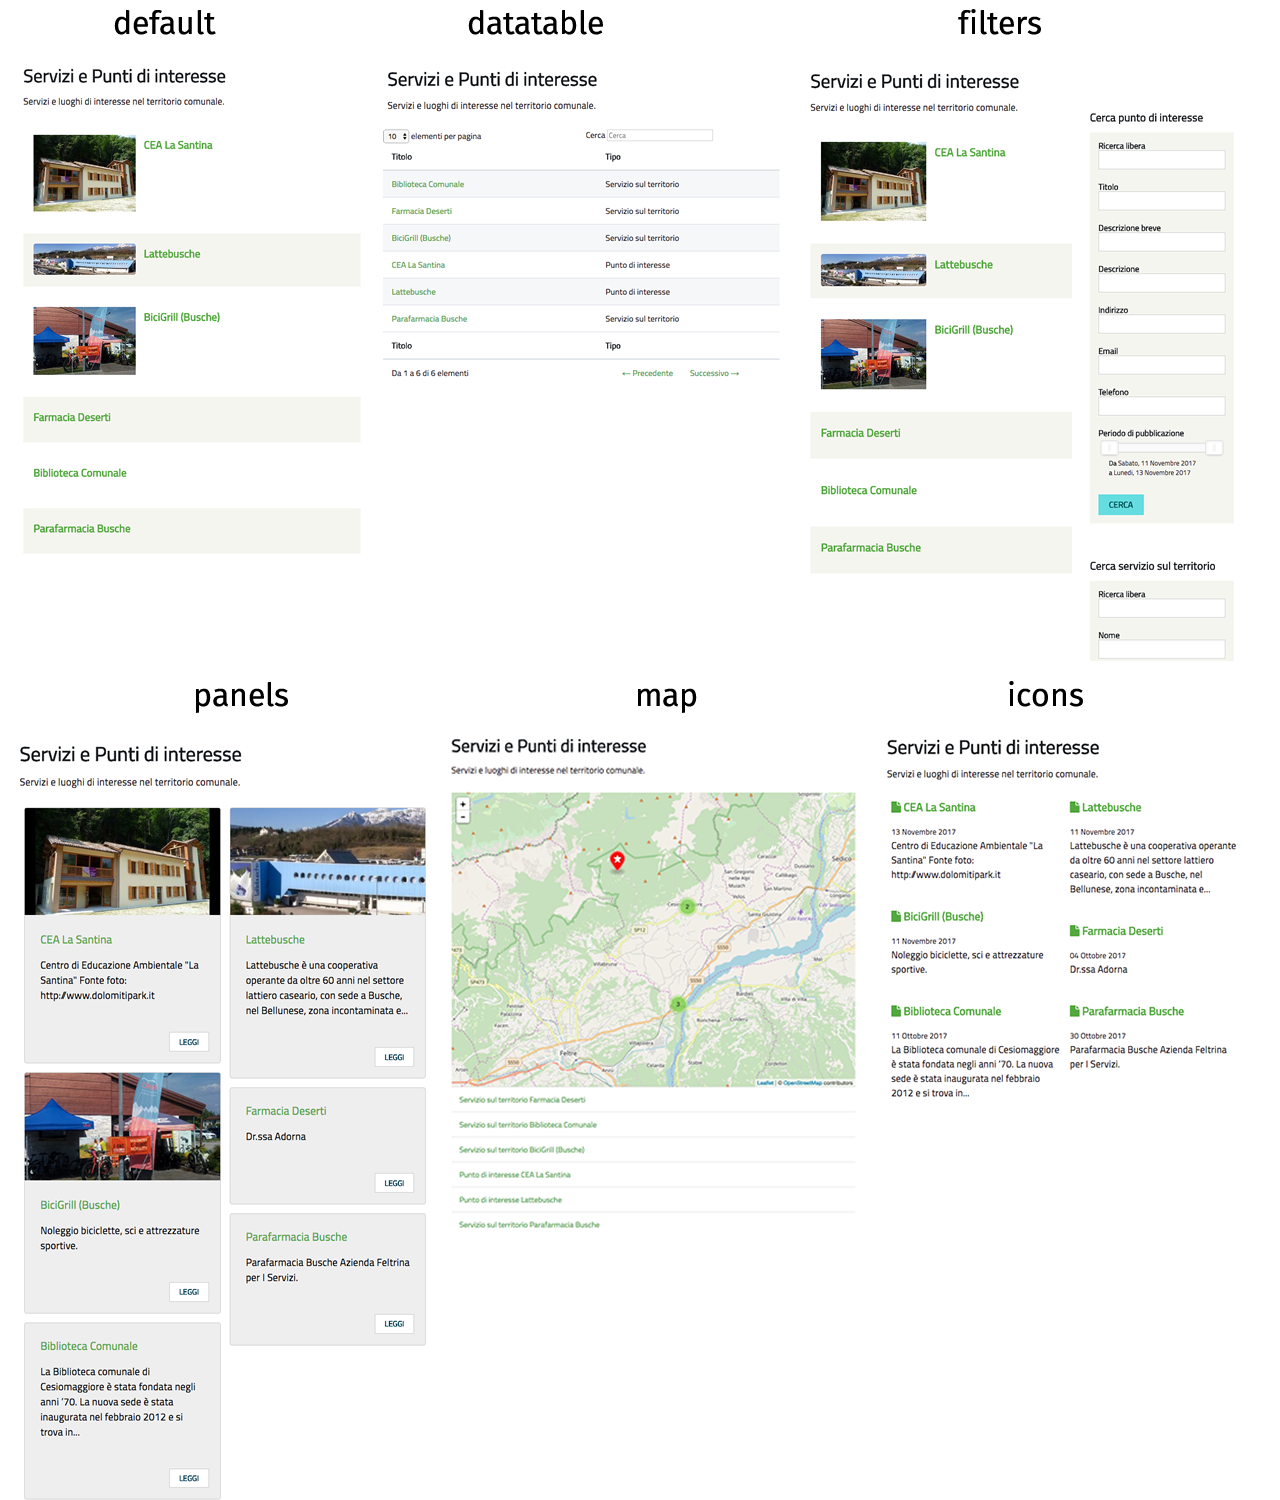 default
Servizi e Punti di interesse
Servizi e luoghi di interesse nel territorio comunale.
CEA La Santina
Lattebusche
BiciGrill (Busche)
Farmacia Deserti
Biblioteca Comunale
Parafarmacia Busche
datatable
Servizi e Punti di interesse
Servizi e luoghi di interesse nel territorio comunale.
10 elementi per pagina Cerca Cerca
Titolo Tipo
Biblioteca Comunale Servizio sul territorio
Farmacia Deserti Servizio sul territorio
BiciGrill (Busche) Servizio sul territorio
CEA La Santina Punto di interesse
Lattebusche Punto di interesse
Parafarmacia Busche Servizio sul territorio
Titolo Tipo
Da 1 a 6 di 6 elementi ← Precedente Successivo →
filters
Servizi e Punti di interesse
Servizi e luoghi di interesse nel territorio comunale.
CEA La Santina
Lattebusche
BiciGrill (Busche)
Farmacia Deserti
Biblioteca Comunale
Parafarmacia Busche
Cerca punto di interesse
Ricerca libera
Titolo
Descrizione breve
Descrizione
Indirizzo
Email
Telefono
Periodo di pubblicazione
Da Sabato, 11 Novembre 2017
a Lunedì, 13 Novembre 2017
CERCA
Cerca servizio sul territorio
Ricerca libera
Nome
panels
Servizi e Punti di interesse
Servizi e luoghi di interesse nel territorio comunale.
CEA La Santina
Centro di Educazione Ambientale "La
Santina" Fonte foto:
http://www.dolomitipark.it
LEGGI
BiciGrill (Busche)
Noleggio biciclette, sci e attrezzature
sportive.
LEGGI
Biblioteca Comunale
La Biblioteca comunale di
Cesiomaggiore è stata fondata negli
anni '70. La nuova sede è stata
inaugurata nel febbraio 2012 e si
trova in...
LEGGI
Lattebusche
Lattebusche è una cooperativa
operante da oltre 60 anni nel settore
lattiero caseario, con sede a Busche,
nel Bellunese, zona incontaminata e...
LEGGI
Farmacia Deserti
Dr.ssa Adorna
LEGGI
Parafarmacia Busche
Parafarmacia Busche Azienda Feltrina
per I Servizi.
LEGGI
map
Servizi e Punti di interesse
Servizi e luoghi di interesse nel territorio comunale.
+
-
Sedico
San Gregorio
nelle Alpi
San Martino
Santa Giustina
2
SP12
Villabruna
SP473
3
Feltre
SS50
Leaflet | © OpenStreetMap contributors
Servizio sul territorio Farmacia Deserti
Servizio sul territorio Biblioteca Comunale
Servizio sul territorio BiciGrill (Busche)
Punto di interesse CEA La Santina
Punto di interesse Lattebusche
Servizio sul territorio Parafarmacia Busche
icons
Servizi e Punti di interesse
Servizi e luoghi di interesse nel territorio comunale.
CEA La Santina
13 Novembre 2017
Centro di Educazione Ambientale "La
Santina" Fonte foto:
http://www.dolomitipark.it
Lattebusche
11 Novembre 2017
Lattebusche è una cooperativa operante
da oltre 60 anni nel settore lattiero
caseario, con sede a Busche, nel
Bellunese, zona incontaminata e...
BiciGrill (Busche)
11 Novembre 2017
Noleggio biciclette, sci e attrezzature
sportive.
Farmacia Deserti
04 Ottobre 2017
Dr.ssa Adorna
Biblioteca Comunale
11 Ottobre 2017
La Biblioteca comunale di Cesiomaggiore
è stata fondata negli anni '70. La nuova
sede è stata inaugurata nel febbraio
2012 e si trova in...
Parafarmacia Busche
30 Ottobre 2017
Parafarmacia Busche Azienda Feltrina
per I Servizi.